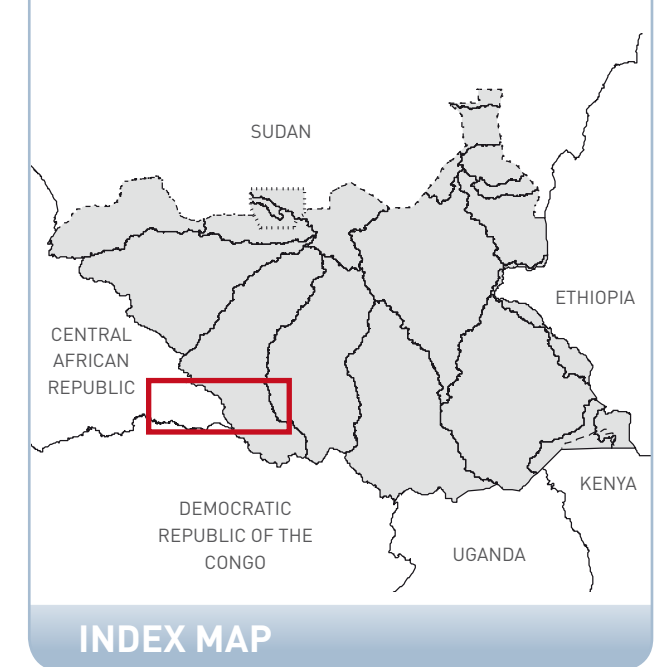 SUDAN
ETHIOPIA
CENTRAL
AFRICAN
REPUBLIC
KENYA
DEMOCRATIC
REPUBLIC OF THE
CONGO
UGANDA
INDEX MAP